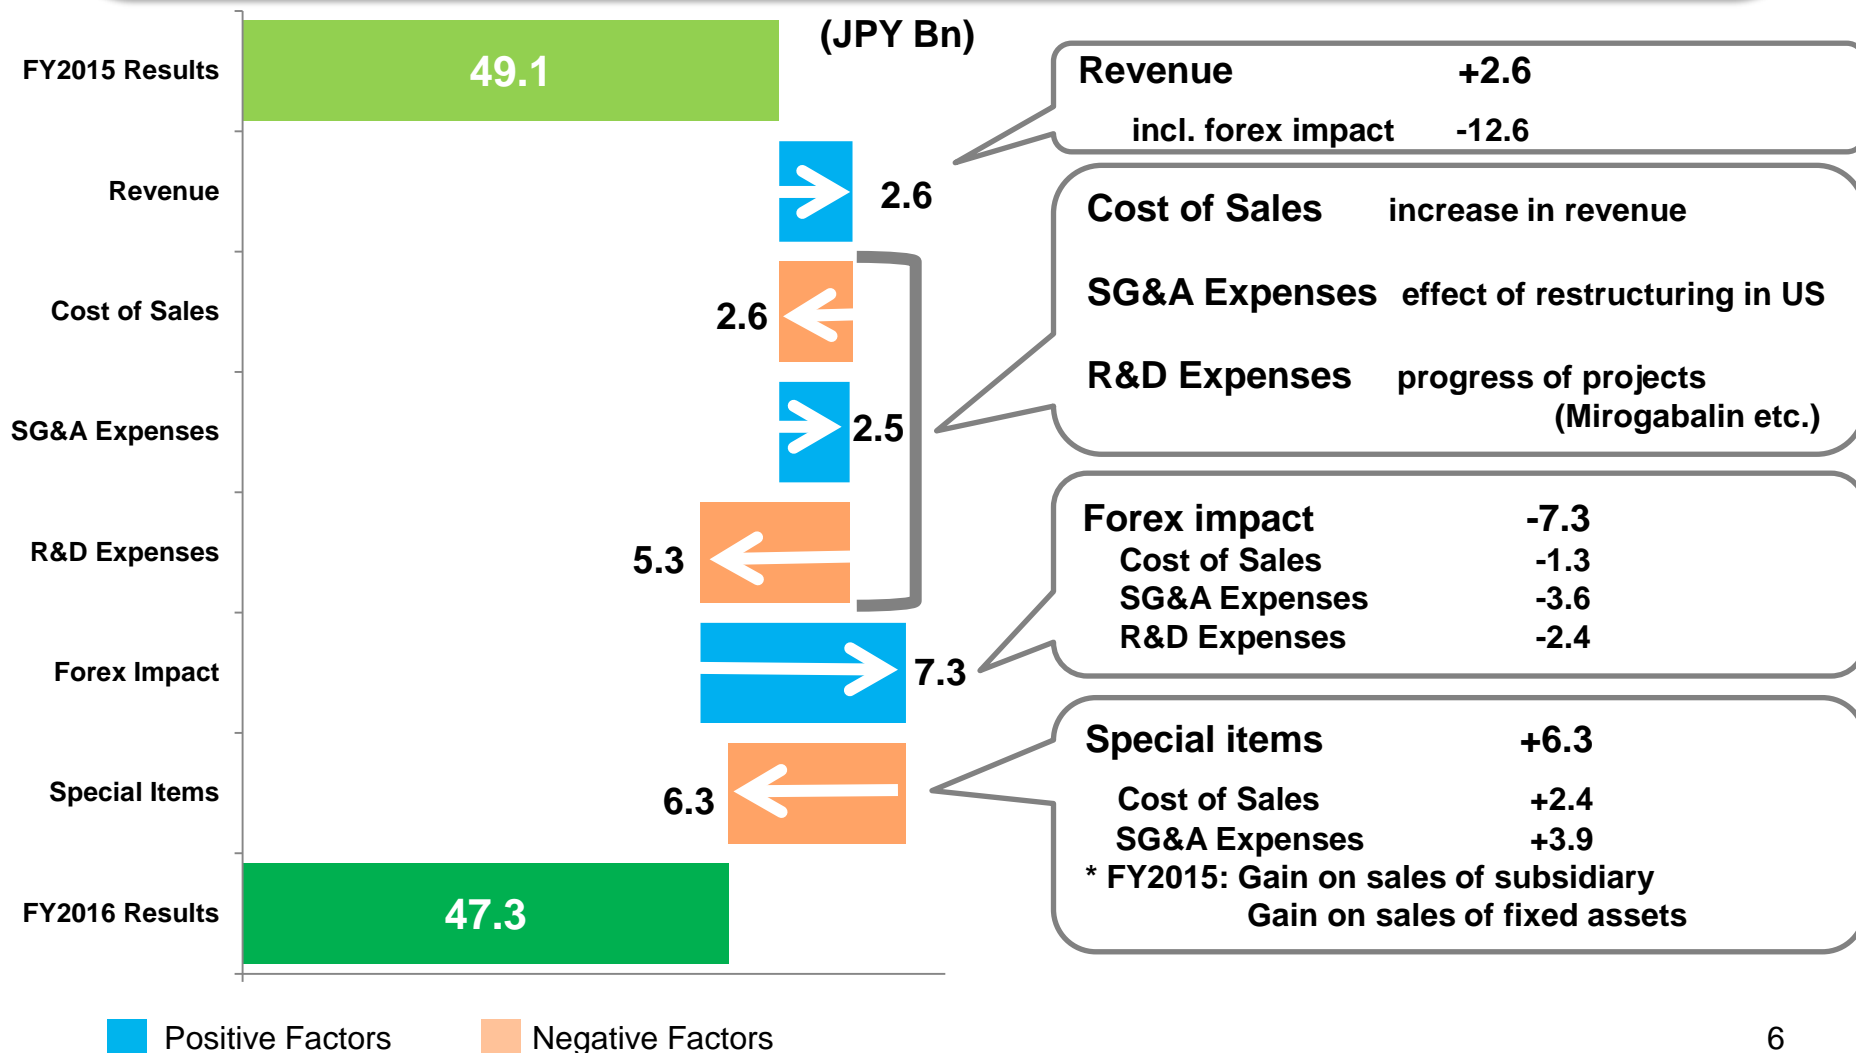 (JPY Bn)
FY2015 Results
49.1
Revenue
2.6
Cost of Sales
2.6
SG&A Expenses
2.5
R&D Expenses
5.3
Forex Impact
7.3
Special Items
6.3
FY2016 Results
47.3
Revenue +2.6
incl. forex impact -12.6
Cost of Sales increase in revenue
SG&A Expenses effect of restructuring in US
R&D Expenses progress of projects
(Mirogabalin etc.)
Forex impact -7.3
Cost of Sales -1.3
SG&A Expenses -3.6
R&D Expenses -2.4
Special items +6.3
Cost of Sales +2.4
SG&A Expenses +3.9
* FY2015: Gain on sales of subsidiary
Gain on sales of fixed assets
Positive Factors
Negative Factors
6